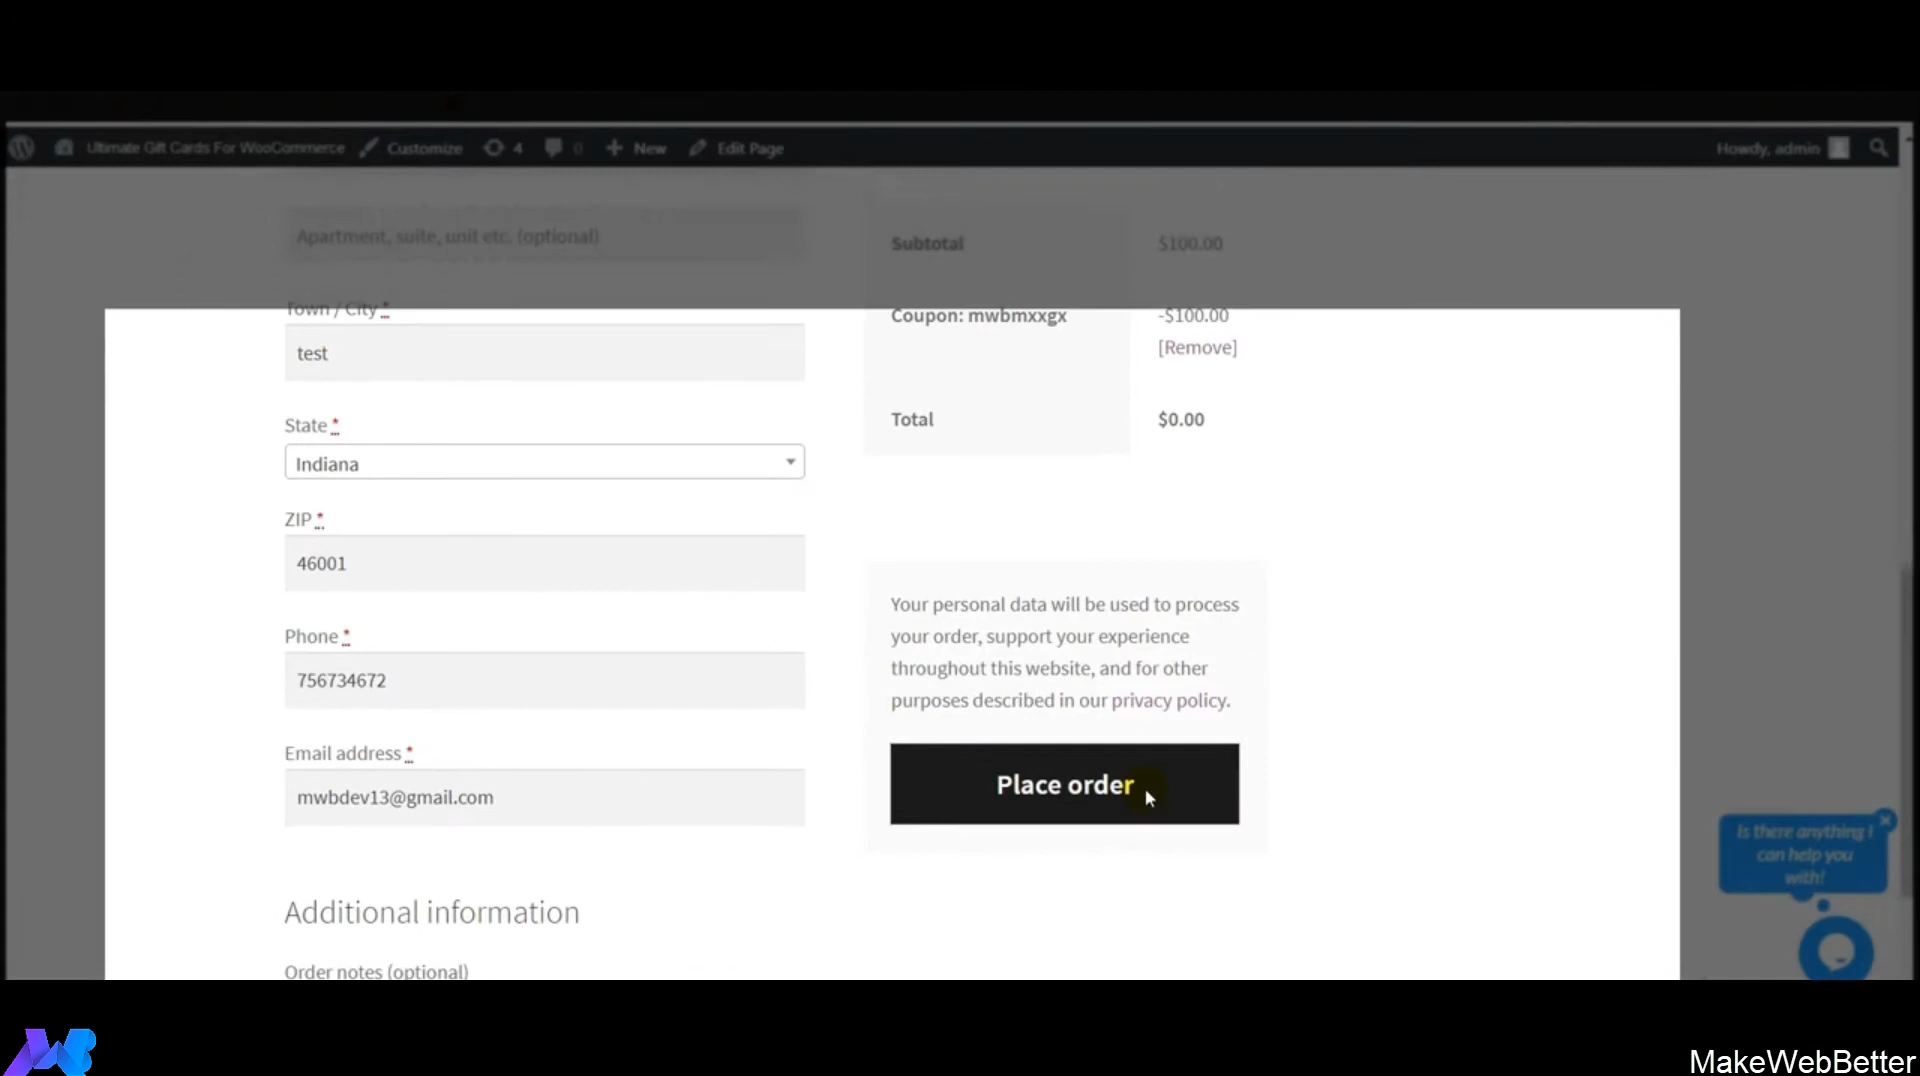 Ultimate Gift Cards For WooCommerce Customize 4 0 New Edit Page Howdy, admin
Apartment, suite, unit etc. (optional)
Town / City *
test
State *
Indiana
ZIP *
46001
Phone *
756734672
Email address *
mwbdev13@gmail.com
Additional information
Order notes (optional)
Subtotal $100.00
Coupon: mwbmxxgx -$100.00
[Remove]
Total $0.00
Your personal data will be used to process
your order, support your experience
throughout this website, and for other
purposes described in our privacy policy.
Place order
Is there anything I
can help you
with!
MakeWebBetter